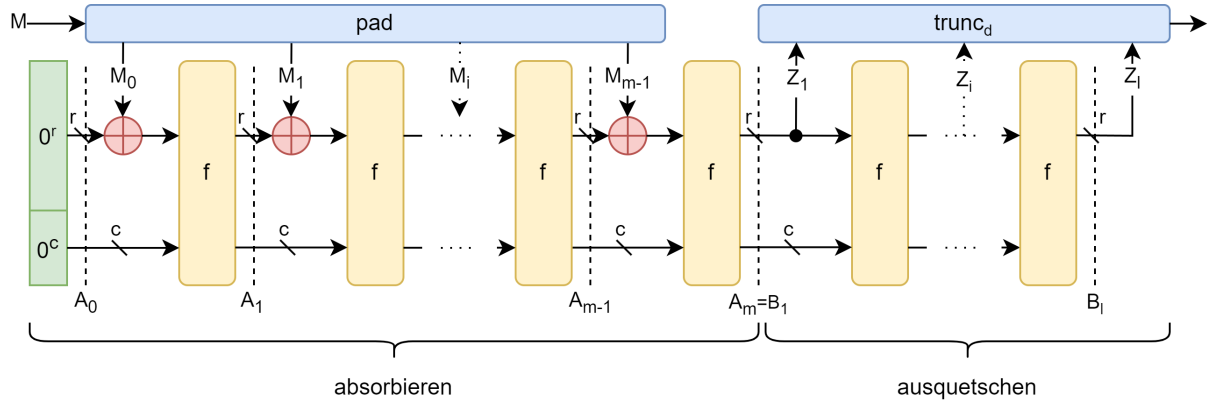 M pad trunc_d
M_0 M_1 M_i M_{m-1} Z_1 Z_i Z_l
0^r r r r r r
f f f f f f
0^c c c c c
A_0 A_1 A_{m-1} A_m=B_1 B_l
absorbieren ausquetschen